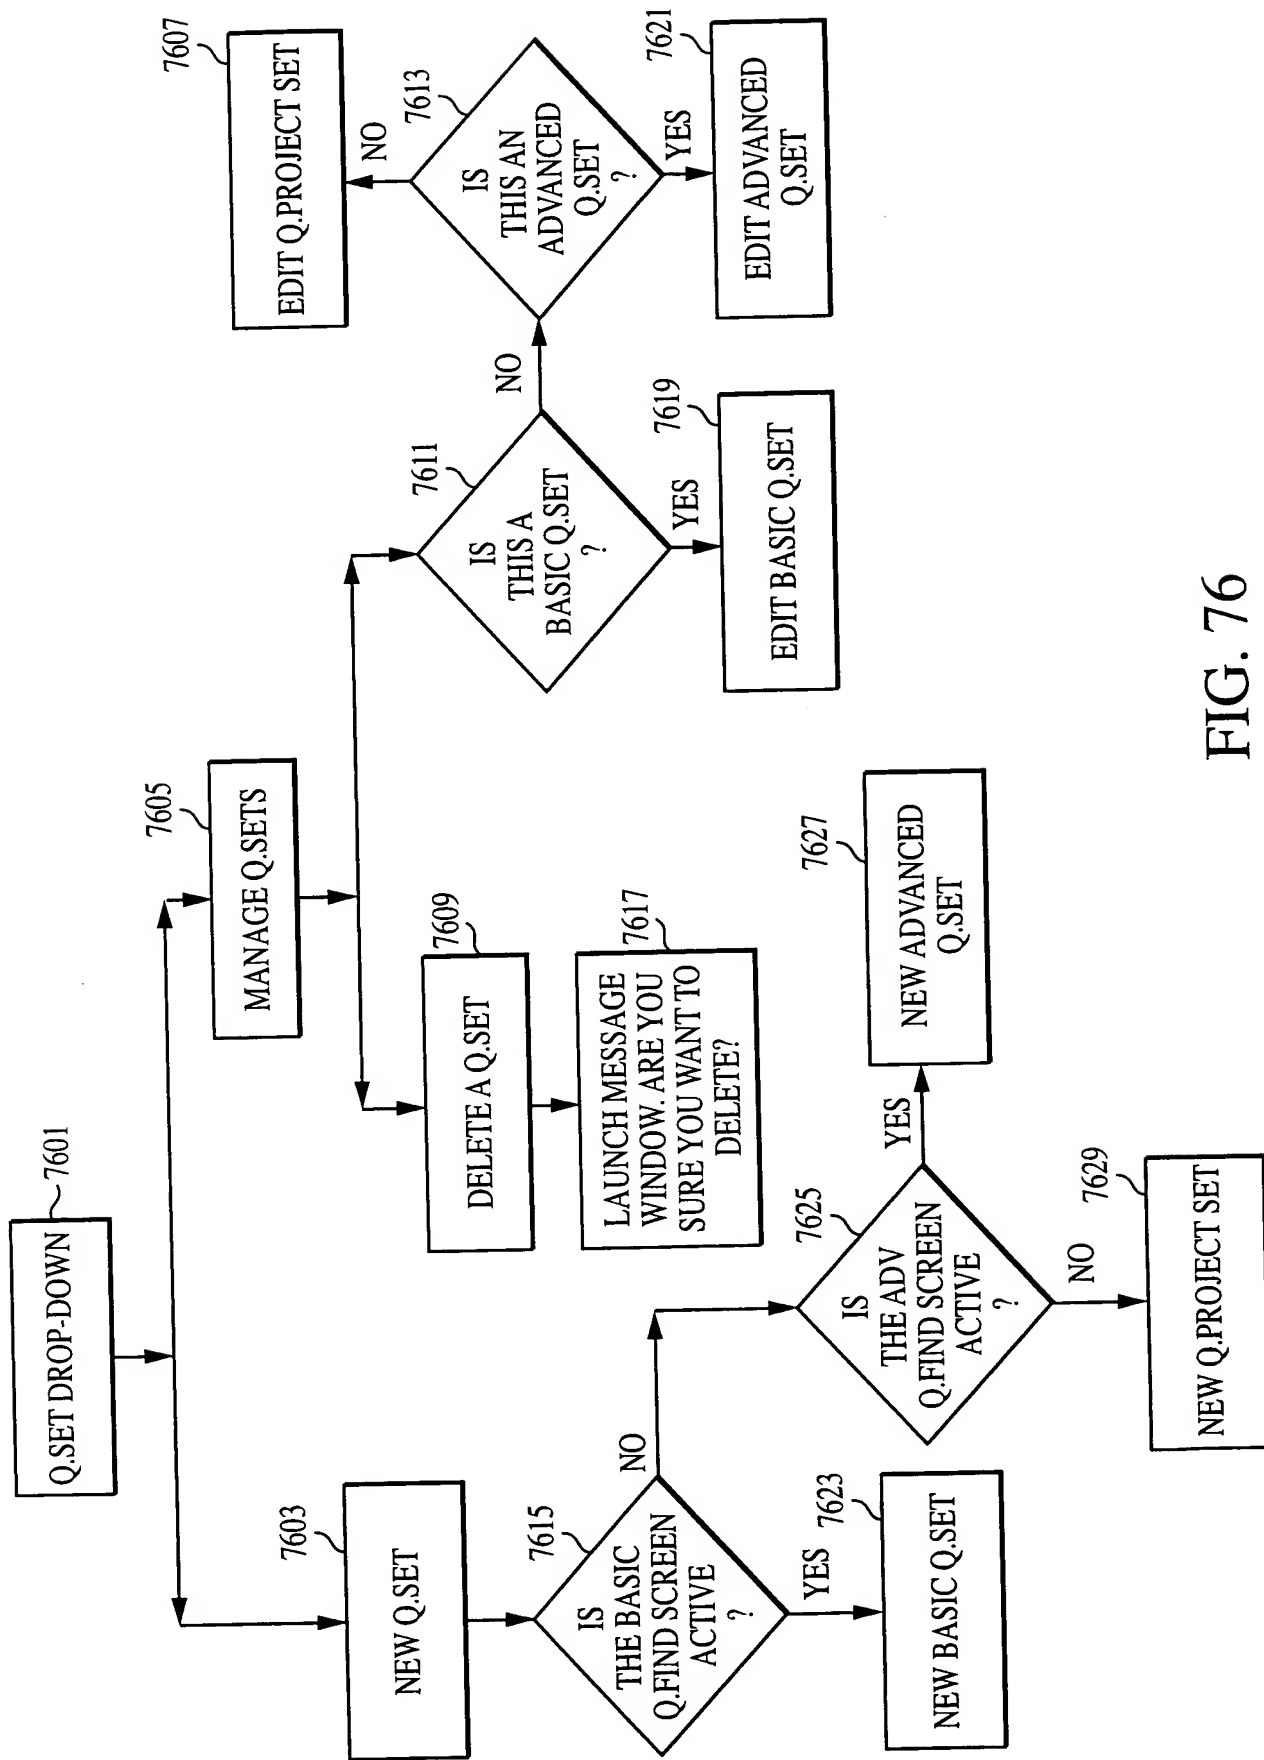 Q.SET DROP-DOWN
7601
NEW Q.SET
7603
MANAGE Q.SETS
7605
EDIT Q.PROJECT SET
7607
DELETE A Q.SET
7609
IS
THIS A
BASIC Q.SET
?
7611
NO
YES
IS
THIS AN
ADVANCED
Q.SET
?
7613
NO
YES
IS
THE BASIC
Q.FIND SCREEN
ACTIVE
?
7615
NO
YES
LAUNCH MESSAGE
WINDOW. ARE YOU
SURE YOU WANT TO
DELETE?
7617
EDIT BASIC Q.SET
7619
EDIT ADVANCED
Q.SET
7621
NEW BASIC Q.SET
7623
IS
THE ADV
Q.FIND SCREEN
ACTIVE
?
7625
YES
NO
NEW ADVANCED
Q.SET
7627
NEW Q.PROJECT SET
7629
FIG. 76